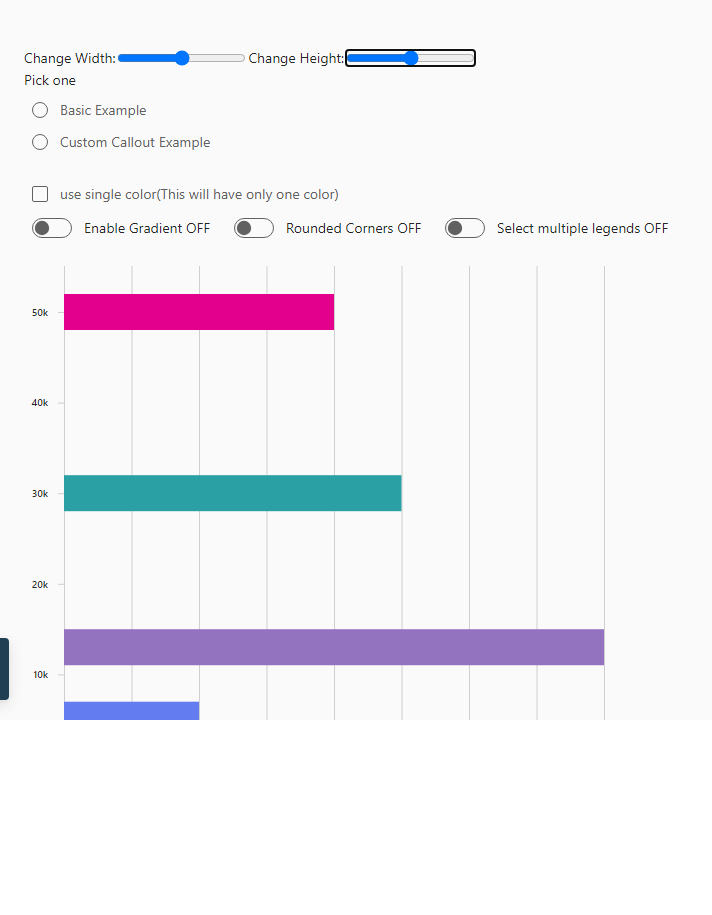 Change Width: Change Height:
Pick one
Basic Example
Custom Callout Example
use single color(This will have only one color)
Enable Gradient OFF Rounded Corners OFF Select multiple legends OFF
50k
40k
30k
20k
10k